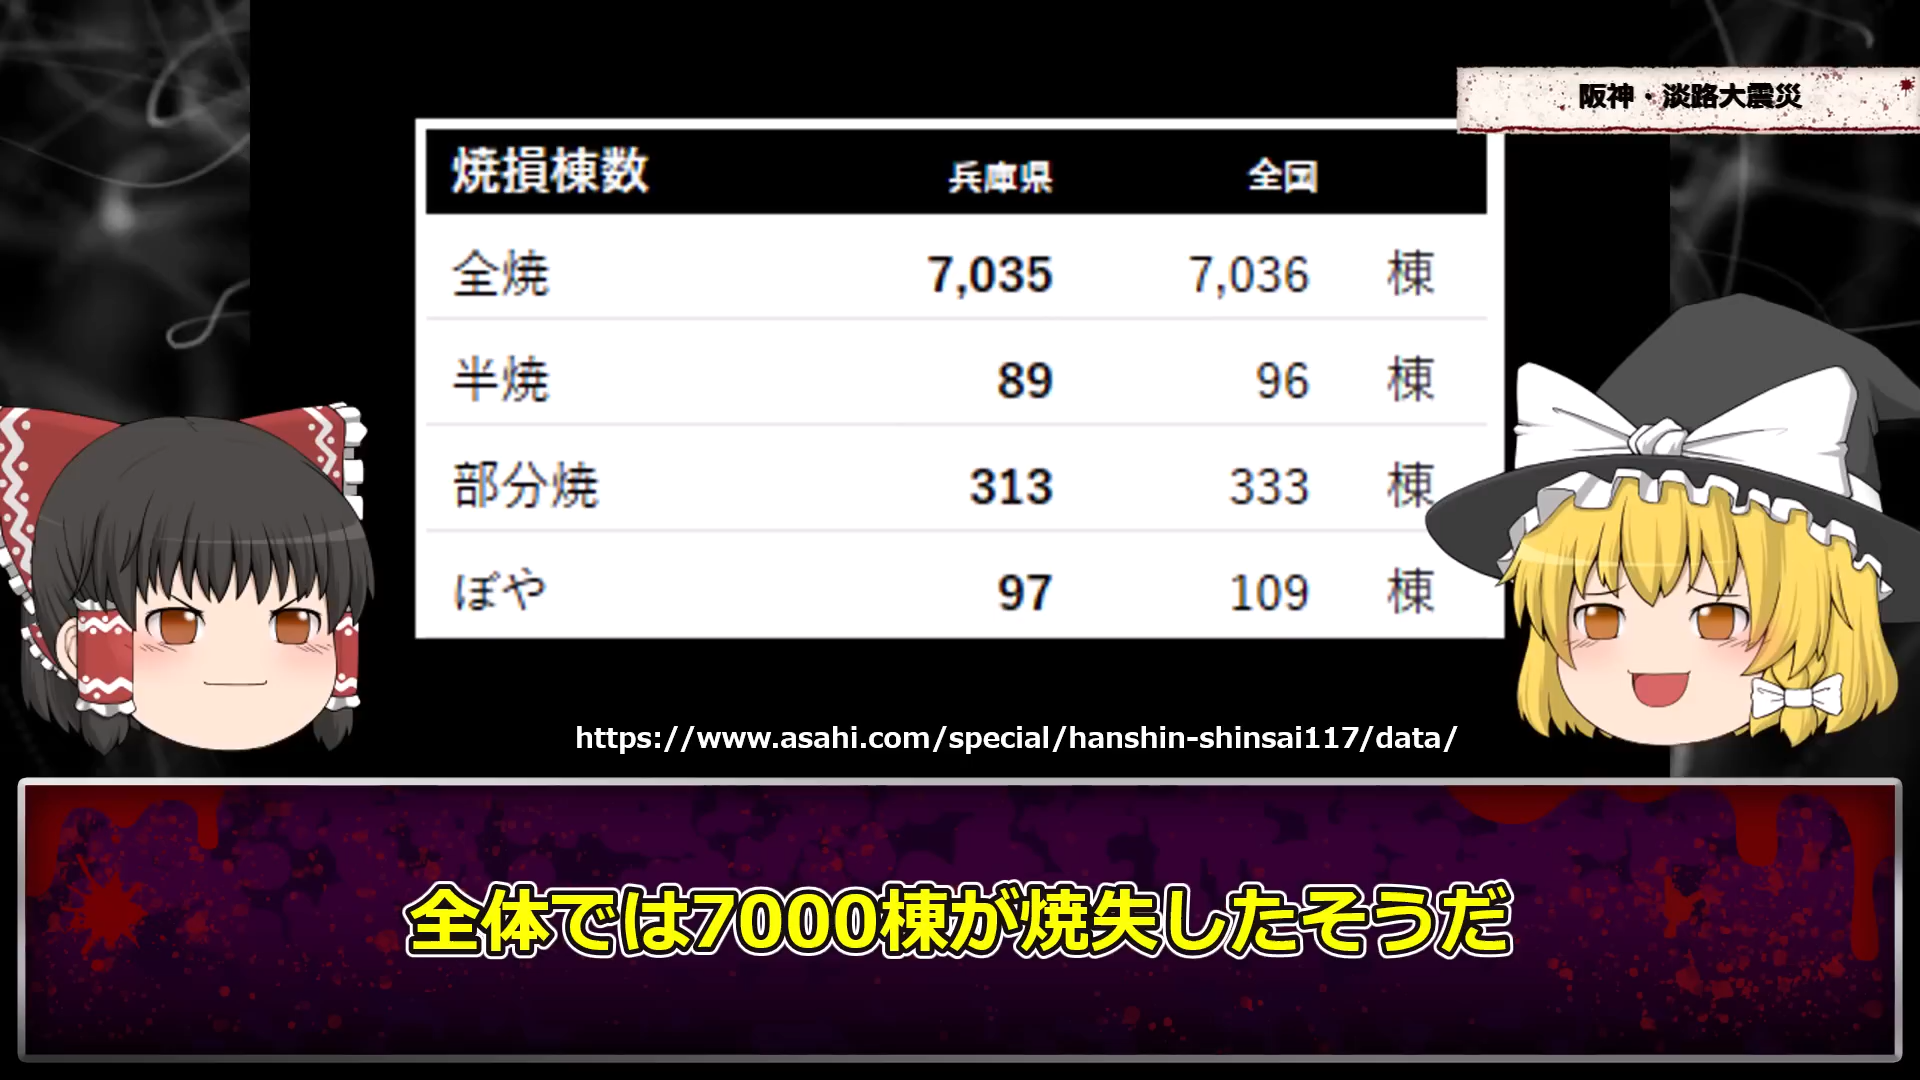 阪神・淡路大震災
焼損棟数 兵庫県 全国
全焼 7,035 7,036 棟
半焼 89 96 棟
部分焼 313 333 棟
ぼや 97 109 棟
https://www.asahi.com/special/hanshin-shinsai117/data/
全体では7000棟が焼失したそうだ